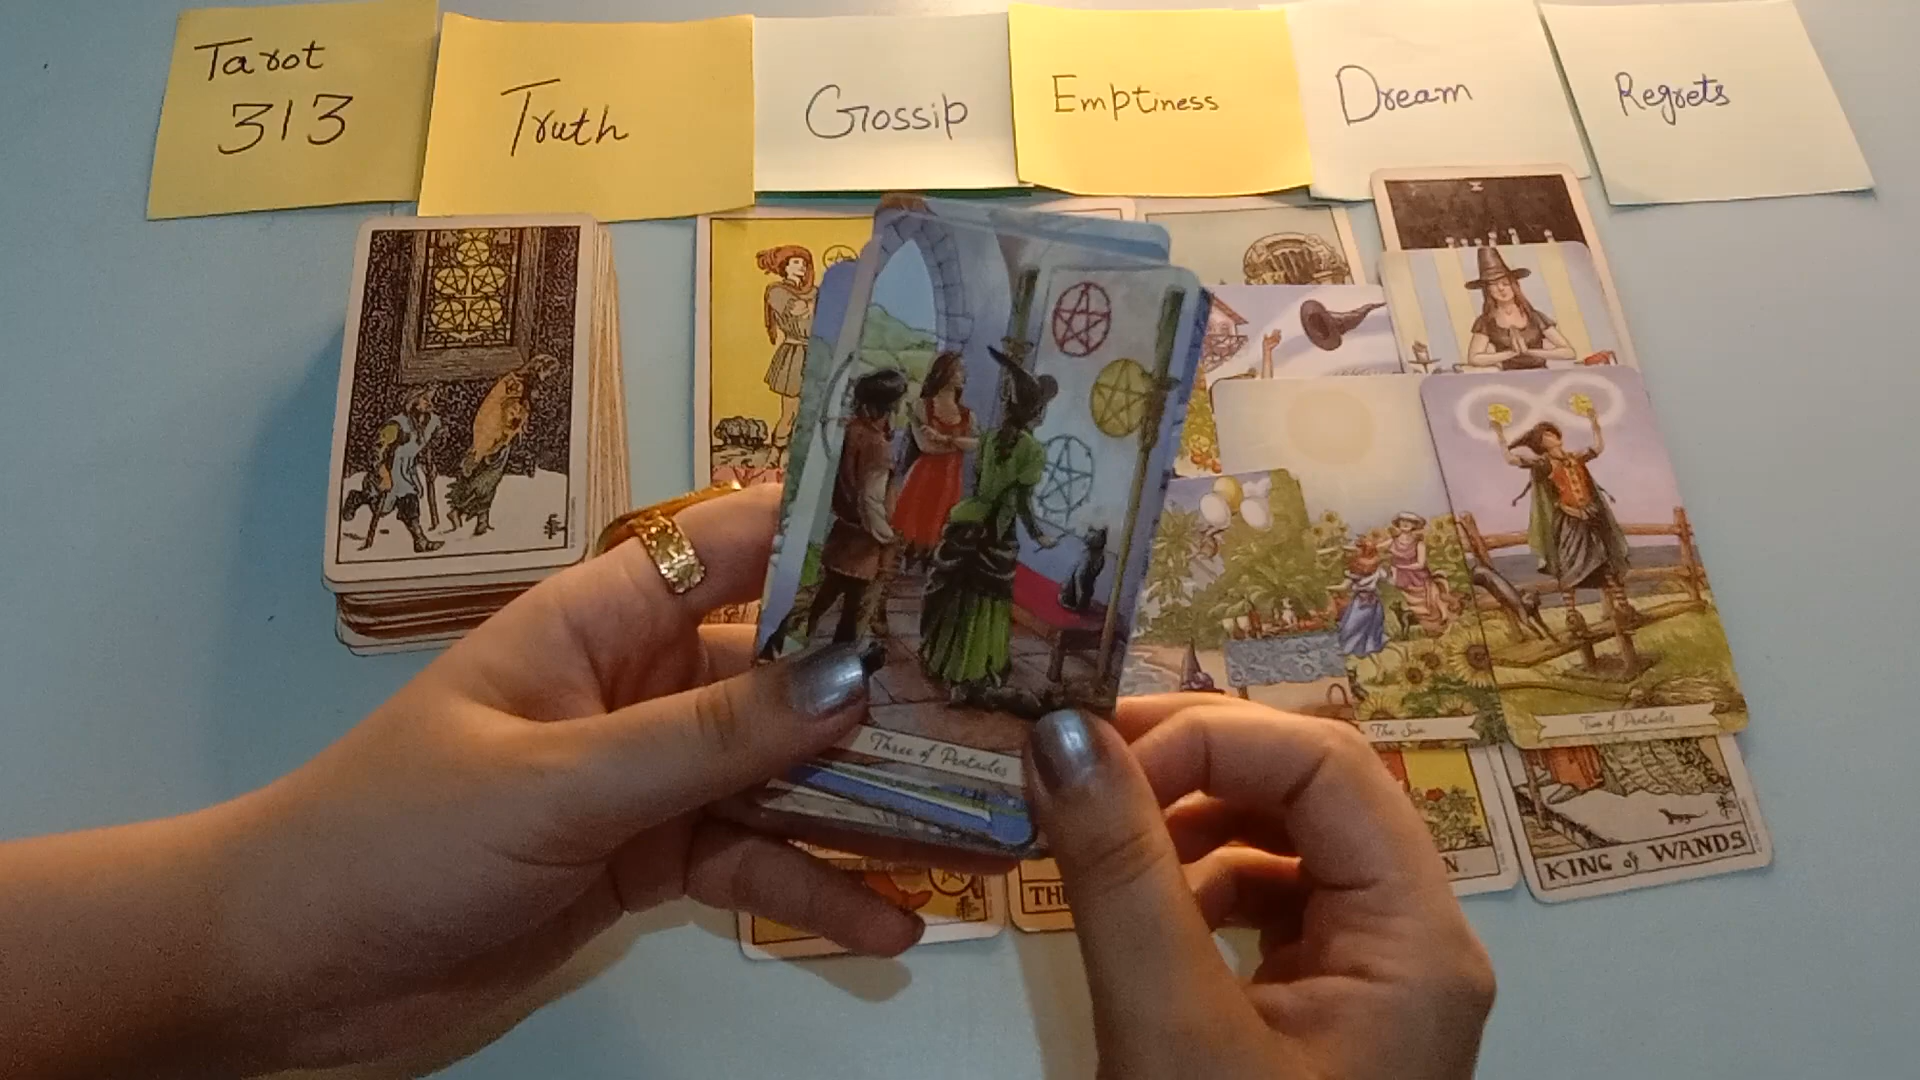 Tarot
313
Truth
Gossip
Emptiness
Dream
Regrets
Three of Pentacles
The Sun
Two of Pentacles
KING of WANDS